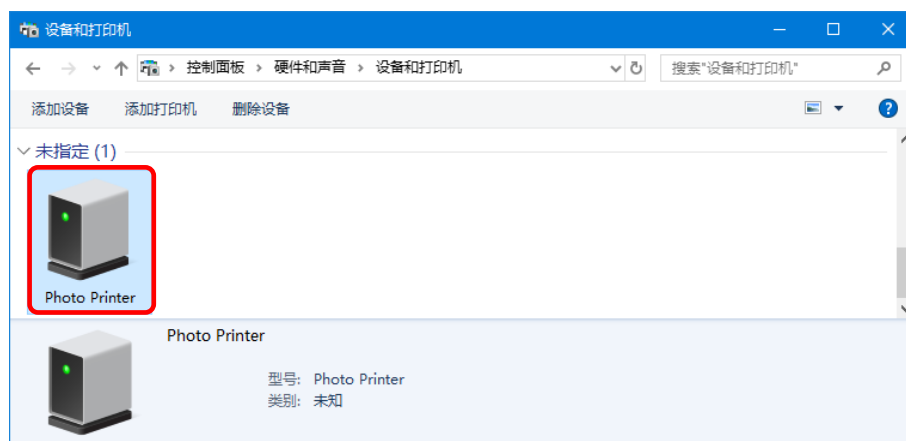 设备和打印机
控制面板 › 硬件和声音 › 设备和打印机 搜索"设备和打印机"
添加设备 添加打印机 删除设备 ?
未指定 (1)
Photo Printer
Photo Printer
型号: Photo Printer
类别: 未知